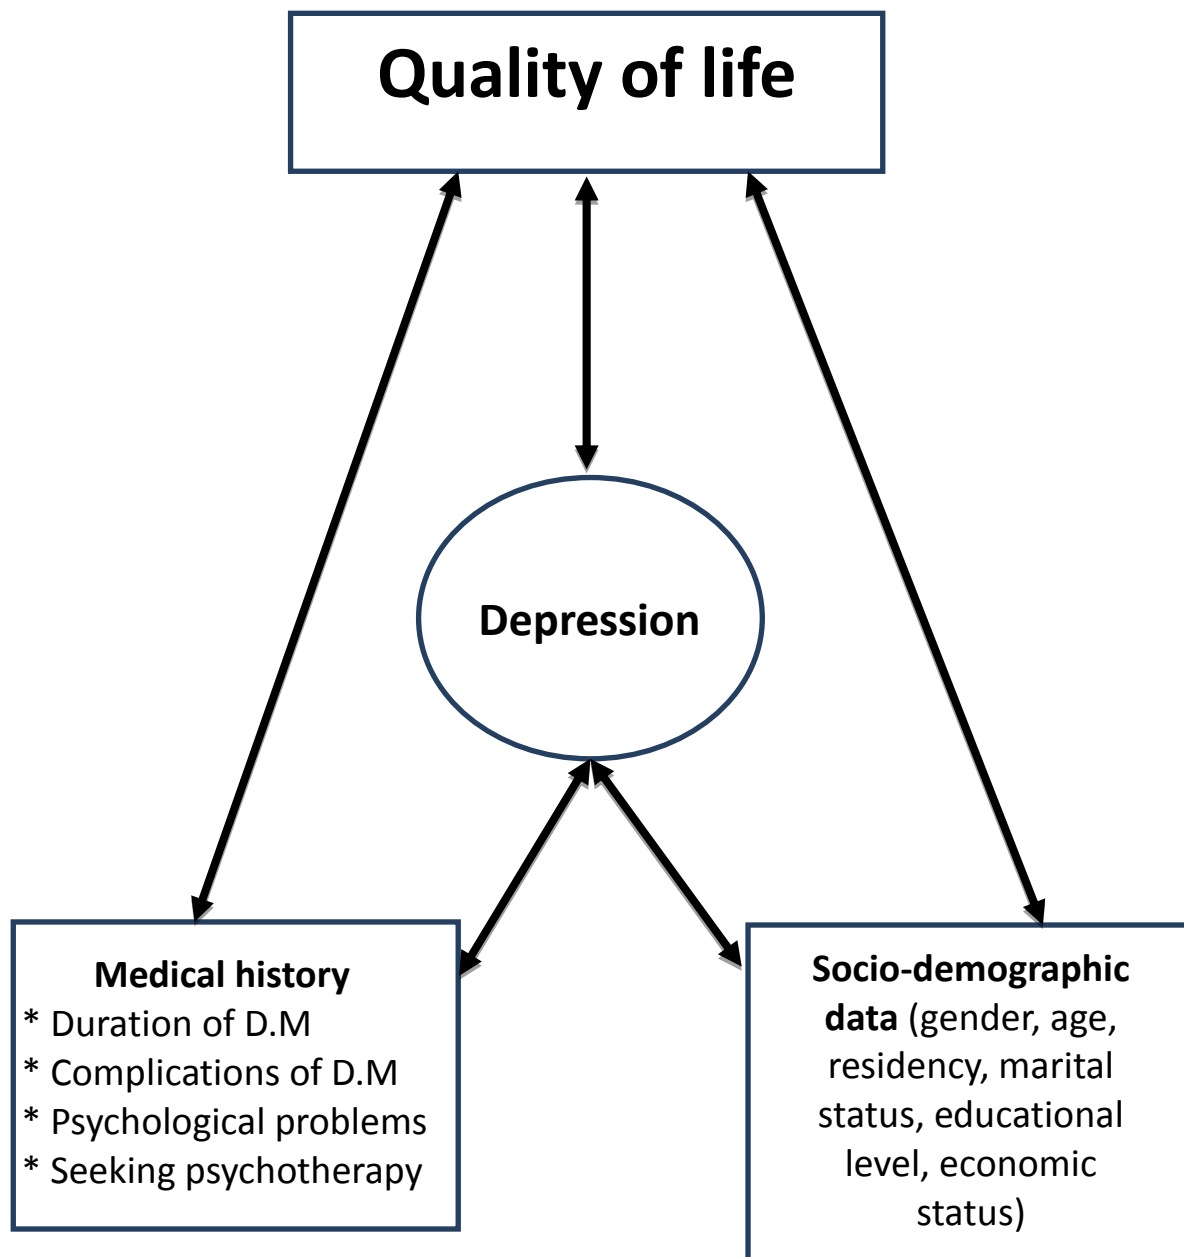 Quality of life
Depression
Medical history
* Duration of D.M
* Complications of D.M
* Psychological problems
* Seeking psychotherapy
Socio-demographic
data (gender, age,
residency, marital
status, educational
level, economic
status)